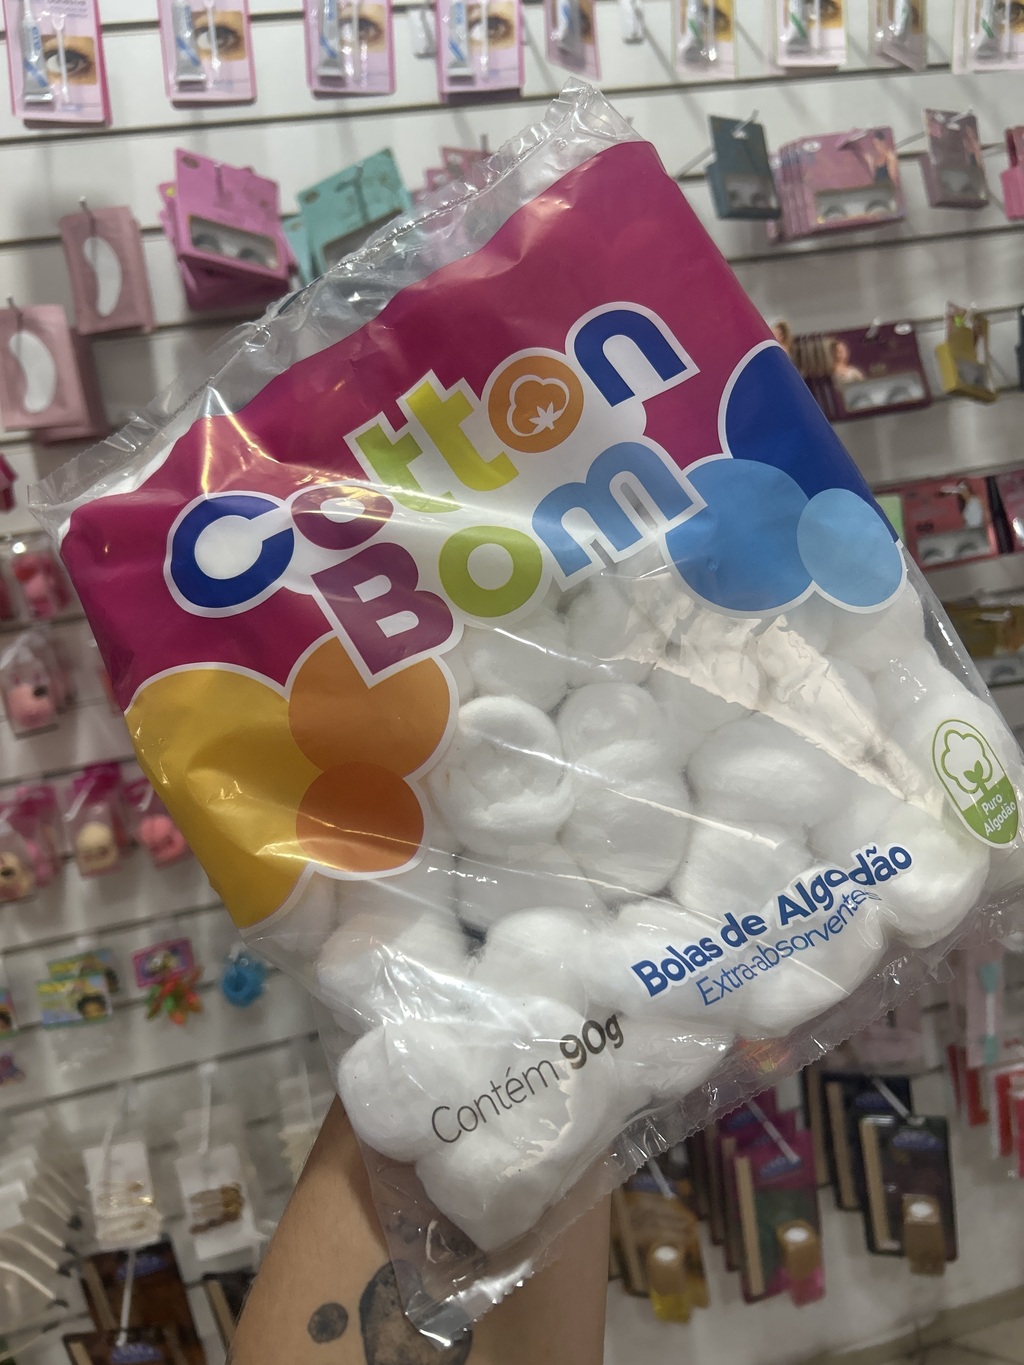 Cotton
Bom
Puro
Algodão
Bolas de Algodão
Extra-absorventes
Contém 90g